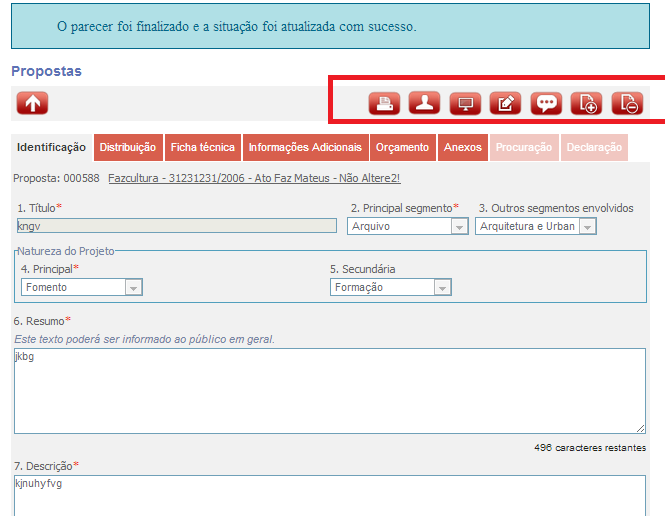 O parecer foi finalizado e a situação foi atualizada com sucesso.
Propostas
Identificação Distribuição Ficha técnica Informações Adicionais Orçamento Anexos Procuração Declaração
Proposta: 000588 Fazcultura - 31231231/2006 - Ato Faz Mateus - Não Altere2!
1. Título* 2. Principal segmento* 3. Outros segmentos envolvidos
kngv Arquivo Arquitetura e Urban
Natureza do Projeto
4. Principal* 5. Secundária
Fomento Formação
6. Resumo*
Este texto poderá ser informado ao público em geral.
jkbg
496 caracteres restantes
7. Descrição*
kjnuhyfvg